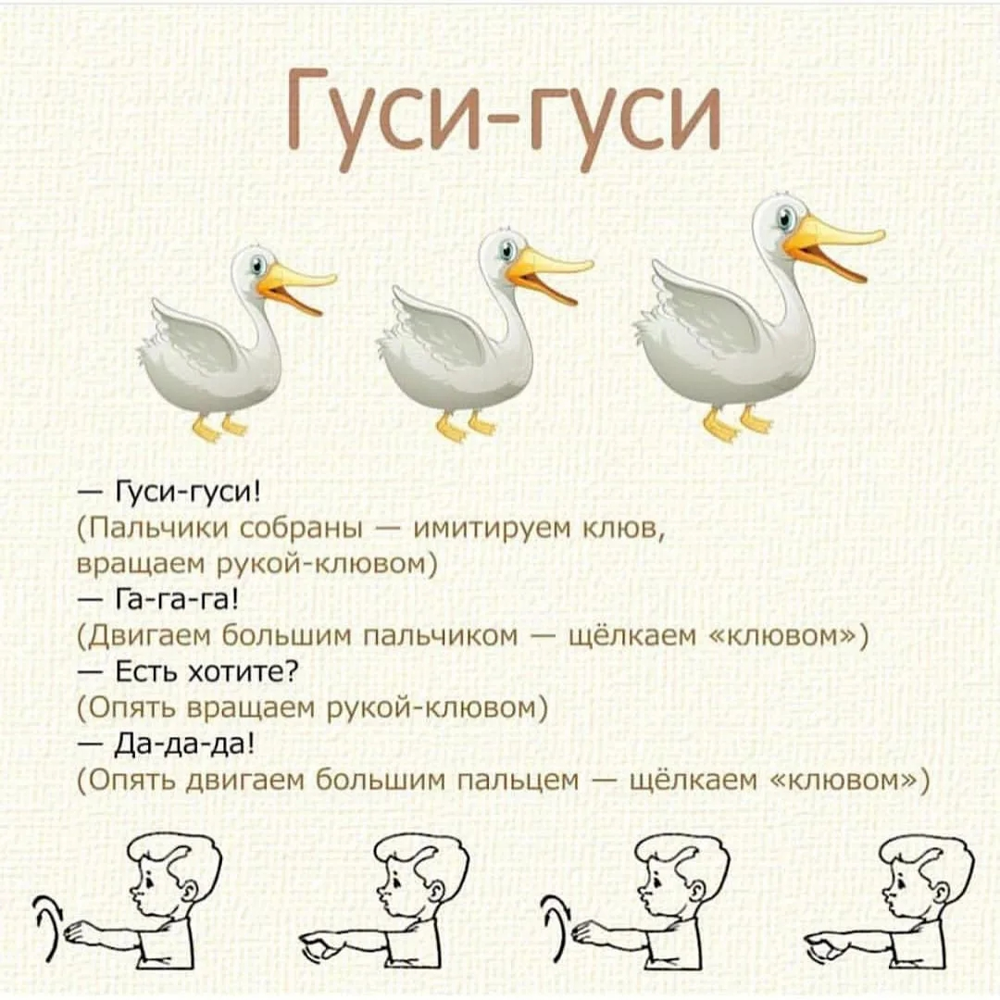 Гуси-гуси
— Гуси-гуси!
(Пальчики собраны — имитируем клюв,
вращаем рукой-клювом)
— Га-га-га!
(Двигаем большим пальчиком — щёлкаем «клювом»)
— Есть хотите?
(Опять вращаем рукой-клювом)
— Да-да-да!
(Опять двигаем большим пальцем — щёлкаем «клювом»)